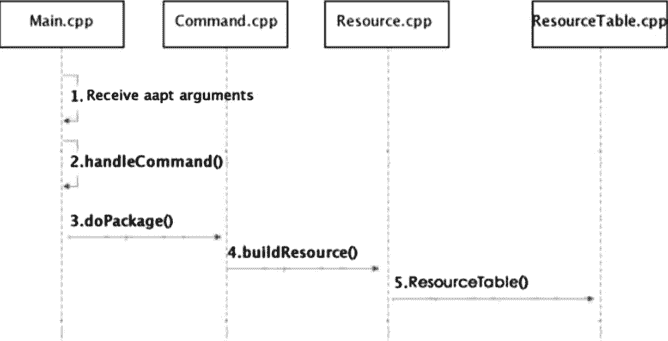 Main.cpp
Command.cpp
Resource.cpp
ResourceTable.cpp
1. Receive aapt arguments
2.handleCommand()
3.doPackage()
4.buildResource()
5.ResourceTable()